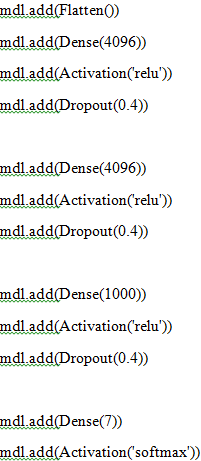 mdl.add(Flatten())
mdl.add(Dense(4096))
mdl.add(Activation('relu'))
mdl.add(Dropout(0.4))
mdl.add(Dense(4096))
mdl.add(Activation('relu'))
mdl.add(Dropout(0.4))
mdl.add(Dense(1000))
mdl.add(Activation('relu'))
mdl.add(Dropout(0.4))
mdl.add(Dense(7))
mdl.add(Activation('softmax'))